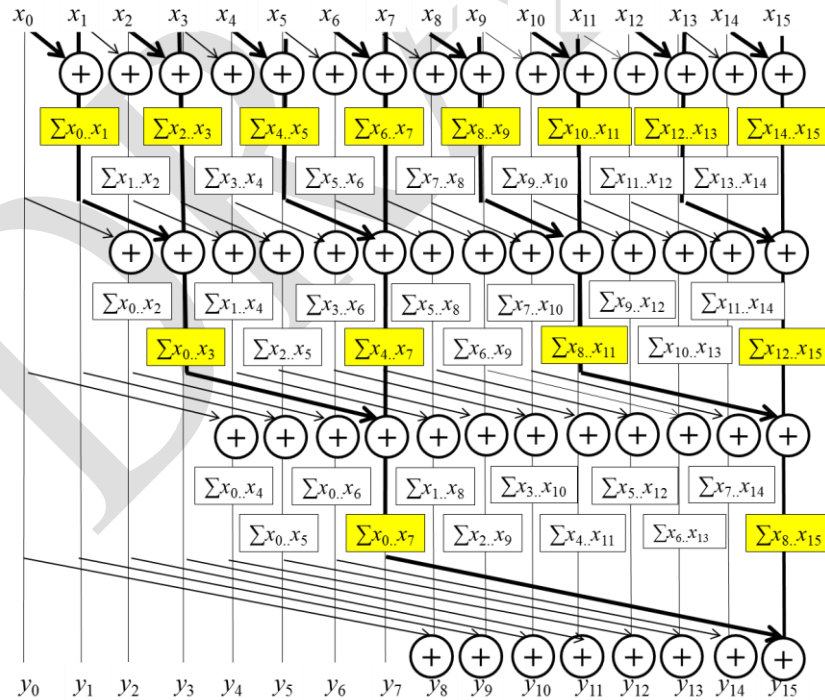 x₀ x₁ x₂ x₃ x₄ x₅ x₆ x₇ x₈ x₉ x₁₀ x₁₁ x₁₂ x₁₃ x₁₄ x₁₅
+ + + + + + + + + + + + + + +
∑x₀..x₁ ∑x₂..x₃ ∑x₄..x₅ ∑x₆..x₇ ∑x₈..x₉ ∑x₁₀..x₁₁ ∑x₁₂..x₁₃ ∑x₁₄..x₁₅
∑x₁..x₂ ∑x₃..x₄ ∑x₅..x₆ ∑x₇..x₈ ∑x₉..x₁₀ ∑x₁₁..x₁₂ ∑x₁₃..x₁₄
+ + + + + + + + + + + + + +
∑x₀..x₂ ∑x₁..x₄ ∑x₃..x₆ ∑x₅..x₈ ∑x₇..x₁₀ ∑x₉..x₁₂ ∑x₁₁..x₁₄
∑x₀..x₃ ∑x₂..x₅ ∑x₄..x₇ ∑x₆..x₉ ∑x₈..x₁₁ ∑x₁₀..x₁₃ ∑x₁₂..x₁₅
+ + + + + + + + + + + +
∑x₀..x₄ ∑x₀..x₆ ∑x₁..x₈ ∑x₃..x₁₀ ∑x₅..x₁₂ ∑x₇..x₁₄
∑x₀..x₅ ∑x₀..x₇ ∑x₂..x₉ ∑x₄..x₁₁ ∑x₆..x₁₃ ∑x₈..x₁₅
+ + + + + + + +
y₀ y₁ y₂ y₃ y₄ y₅ y₆ y₇ y₈ y₉ y₁₀ y₁₁ y₁₂ y₁₃ y₁₄ y₁₅